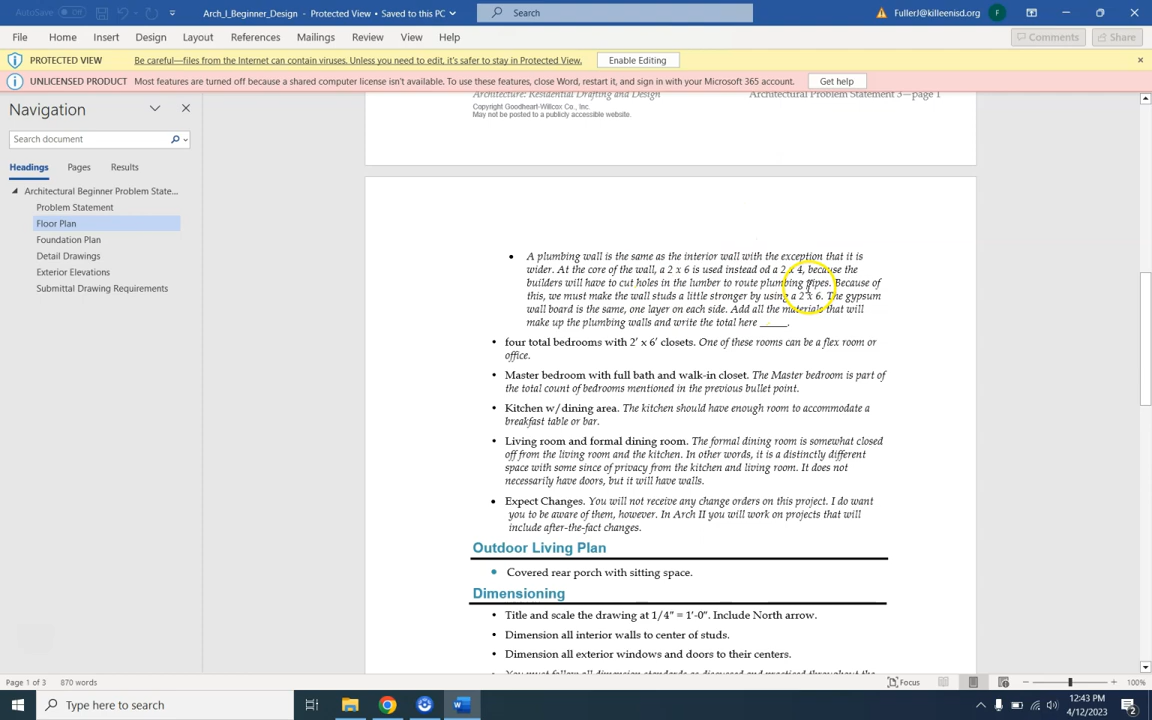 AutoSave Off Arch_I_Beginner_Design - Protected View • Saved to this PC Search FullerJ@killeenisd.org F
File Home Insert Design Layout References Mailings Review View Help Comments Share
PROTECTED VIEW Be careful—files from the Internet can contain viruses. Unless you need to edit, it's safer to stay in Protected View. Enable Editing
UNLICENSED PRODUCT Most features are turned off because a shared computer license isn't available. To use these features, close Word, restart it, and sign in with your Microsoft 365 account. Get help
Navigation
Search document
Headings Pages Results
Architectural Beginner Problem State...
Problem Statement
Floor Plan
Foundation Plan
Detail Drawings
Exterior Elevations
Submittal Drawing Requirements
Architecture: Residential Drafting and Design Architectural Problem Statement 3—page 1
Copyright Goodheart-Willcox Co., Inc.
May not be posted to a publicly accessible website.
• A plumbing wall is the same as the interior wall with the exception that it is
wider. At the core of the wall, a 2 x 6 is used instead od a 2 x 4, because the
builders will have to cut holes in the lumber to route plumbing pipes. Because of
this, we must make the wall studs a little stronger by using a 2 x 6. The gypsum
wall board is the same, one layer on each side. Add all the materials that will
make up the plumbing walls and write the total here _____.
• four total bedrooms with 2' x 6' closets. One of these rooms can be a flex room or
office.
• Master bedroom with full bath and walk-in closet. The Master bedroom is part of
the total count of bedrooms mentioned in the previous bullet point.
• Kitchen w/dining area. The kitchen should have enough room to accommodate a
breakfast table or bar.
• Living room and formal dining room. The formal dining room is somewhat closed
off from the living room and the kitchen. In other words, it is a distinctly different
space with some since of privacy from the kitchen and living room. It does not
necessarily have doors, but it will have walls.
• Expect Changes. You will not receive any change orders on this project. I do want
you to be aware of them, however. In Arch II you will work on projects that will
include after-the-fact changes.
Outdoor Living Plan
• Covered rear porch with sitting space.
Dimensioning
• Title and scale the drawing at 1/4" = 1'-0". Include North arrow.
• Dimension all interior walls to center of studs.
• Dimension all exterior windows and doors to their centers.
You must follow all dimension standards as discussed and practiced throughout the
Page 1 of 3 870 words Focus 100%
Type here to search 12:43 PM
4/12/2023 2